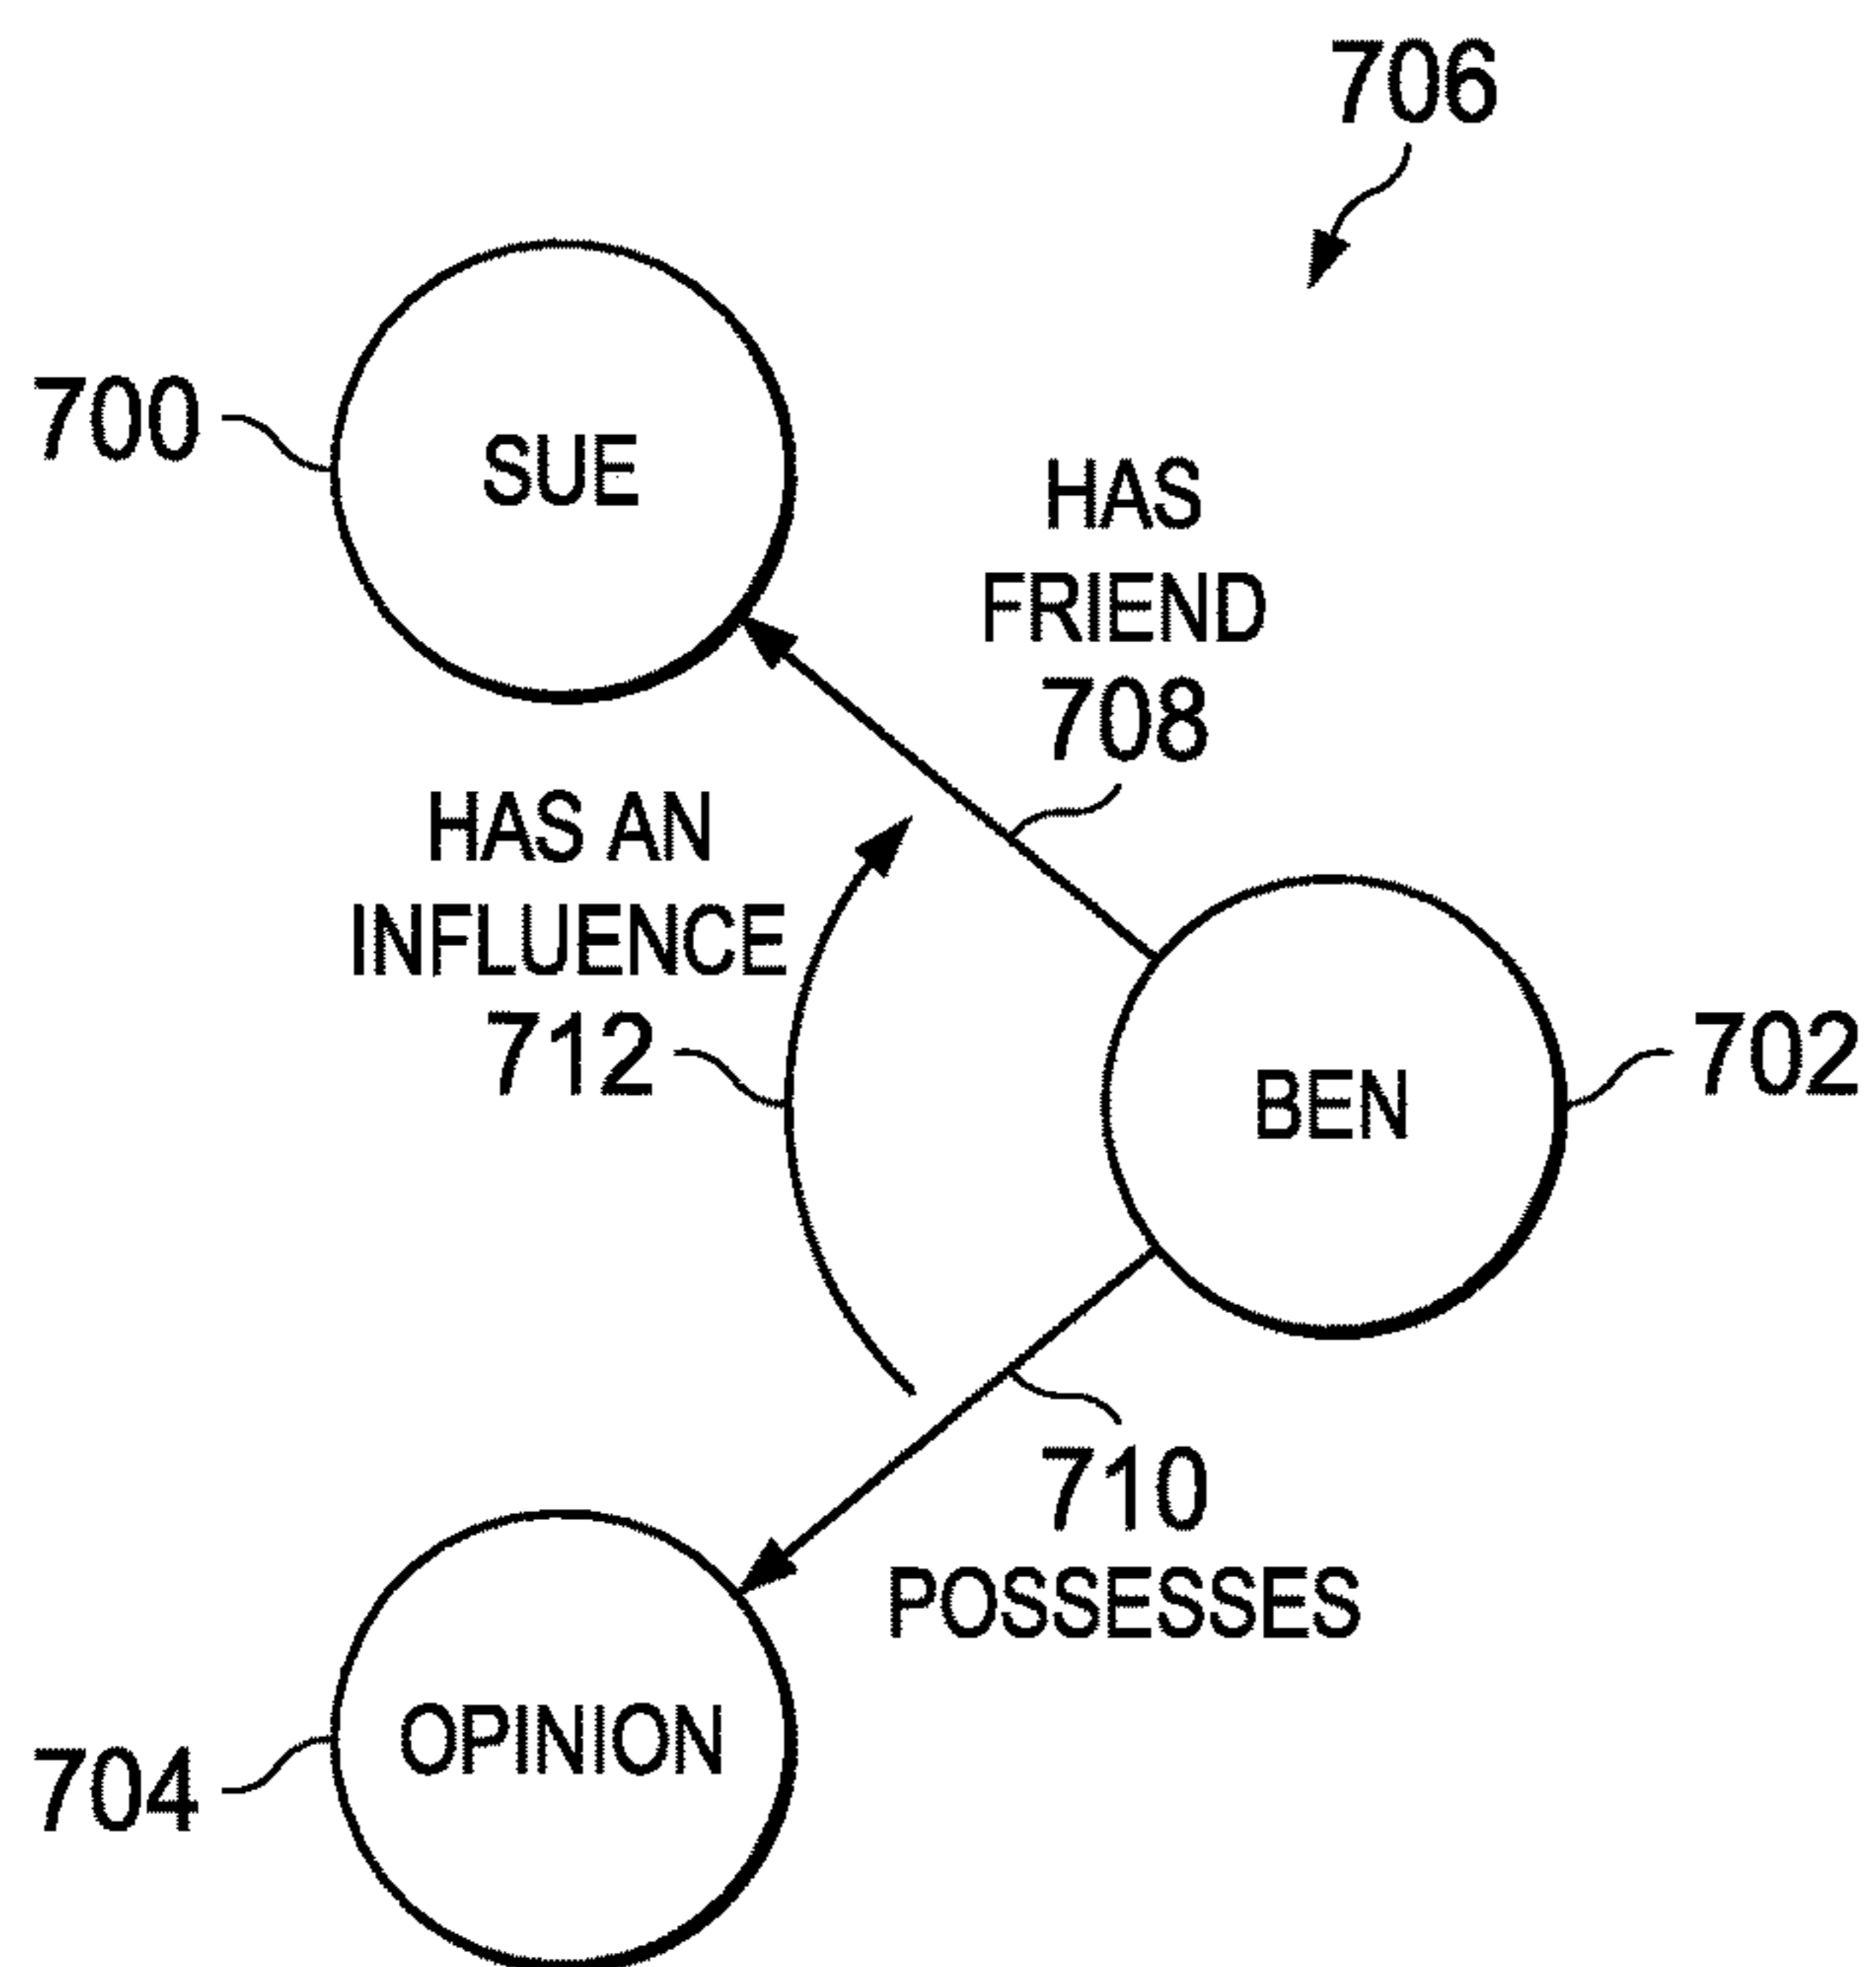 706
700
SUE
HAS
FRIEND
708
HAS AN
INFLUENCE
712
BEN
702
710
POSSESSES
OPINION
704